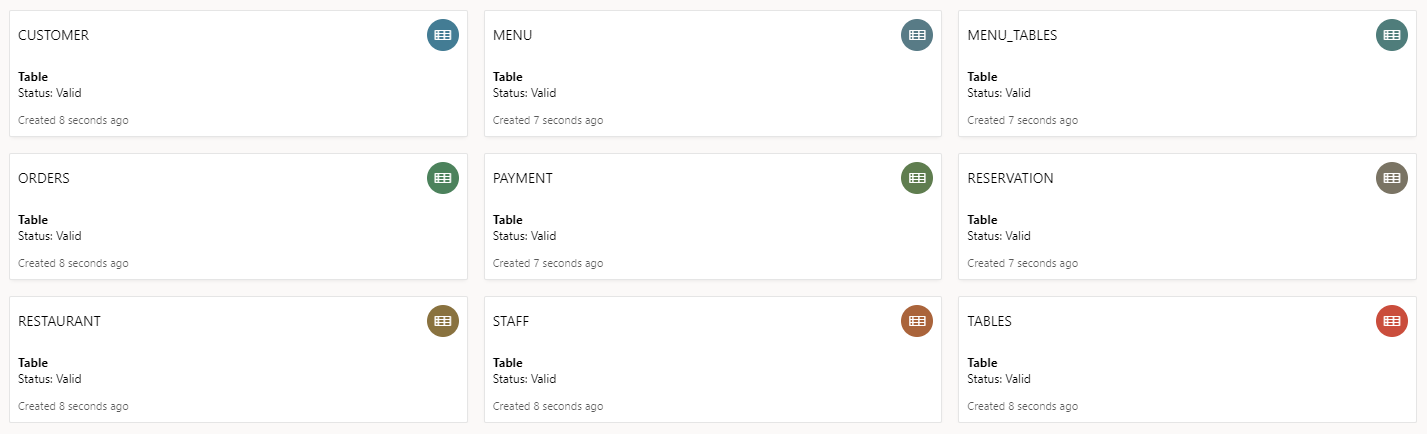 CUSTOMER
Table
Status: Valid
Created 8 seconds ago
MENU
Table
Status: Valid
Created 7 seconds ago
MENU_TABLES
Table
Status: Valid
Created 7 seconds ago
ORDERS
Table
Status: Valid
Created 8 seconds ago
PAYMENT
Table
Status: Valid
Created 7 seconds ago
RESERVATION
Table
Status: Valid
Created 7 seconds ago
RESTAURANT
Table
Status: Valid
Created 8 seconds ago
STAFF
Table
Status: Valid
Created 8 seconds ago
TABLES
Table
Status: Valid
Created 8 seconds ago